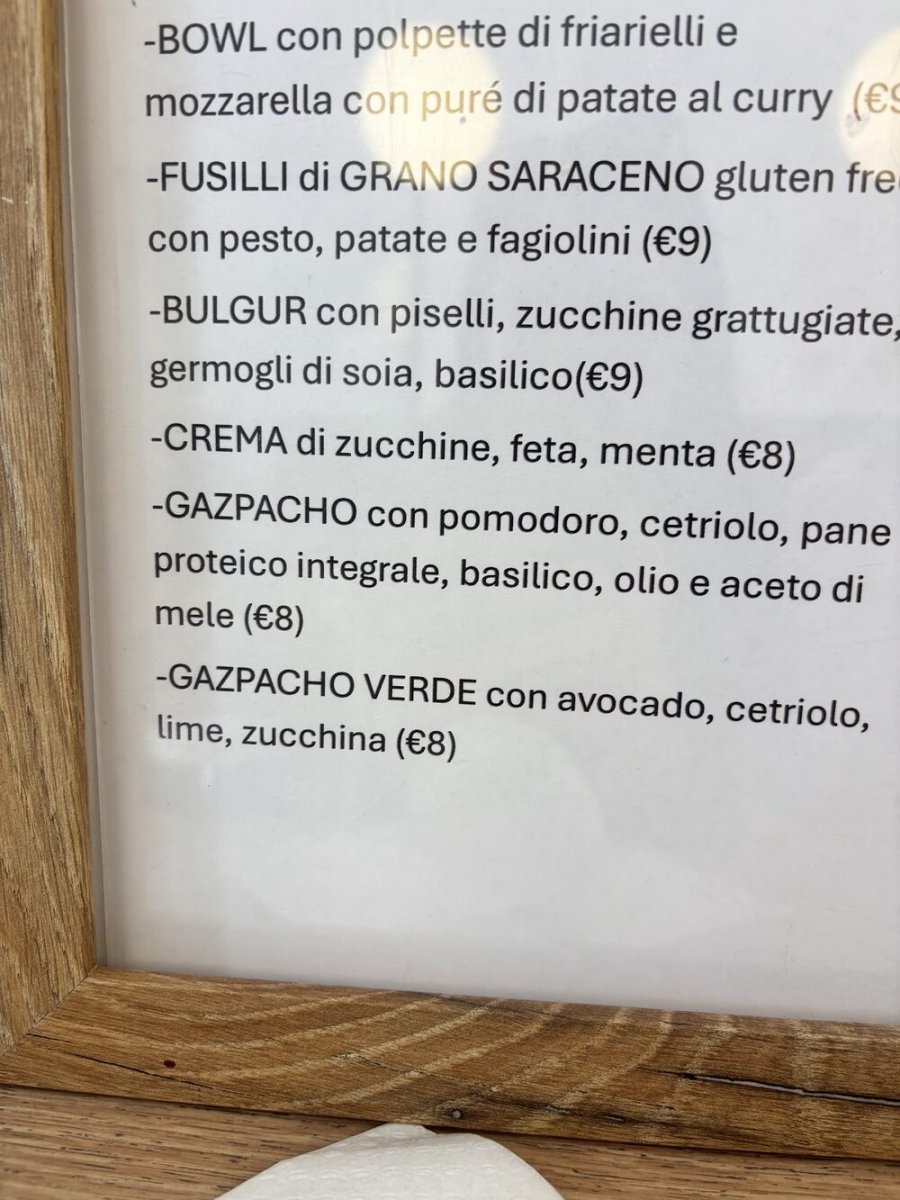 -BOWL con polpette di friarielli e
mozzarella con puré di patate al curry (€9
-FUSILLI di GRANO SARACENO gluten free
con pesto, patate e fagiolini (€9)
-BULGUR con piselli, zucchine grattugiate,
germogli di soia, basilico(€9)
-CREMA di zucchine, feta, menta (€8)
-GAZPACHO con pomodoro, cetriolo, pane
proteico integrale, basilico, olio e aceto di
mele (€8)
-GAZPACHO VERDE con avocado, cetriolo,
lime, zucchina (€8)